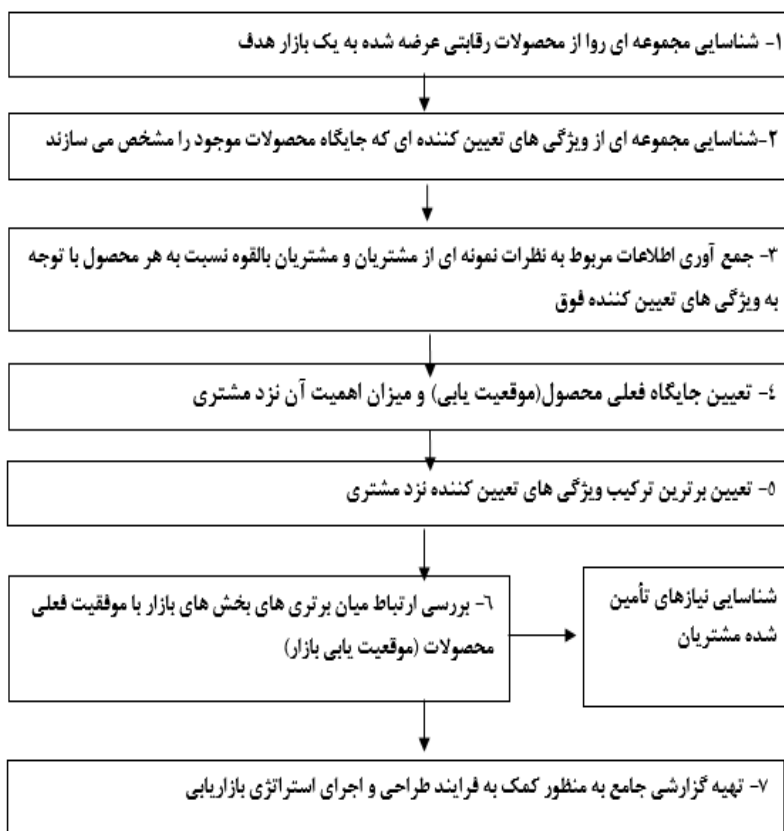 ۱- شناسایی مجموعه ای روا از محصولات رقابتی عرضه شده به یک بازار هدف
۲-شناسایی مجموعه ای از ویژگی های تعیین کننده ای که جایگاه محصولات موجود را مشخص می سازند
۳- جمع آوری اطلاعات مربوط به نظرات نمونه ای از مشتریان و مشتریان بالقوه نسبت به هر محصول با توجه
به ویژگی های تعیین کننده فوق
٤- تعیین جایگاه فعلی محصول(موقعیت یابی) و میزان اهمیت آن نزد مشتری
٥- تعیین برترین ترکیب ویژگی های تعیین کننده نزد مشتری
٦- بررسی ارتباط میان برتری های بخش های بازار با موفقیت فعلی
محصولات (موقعیت یابی بازار)
شناسایی نیازهای تأمین
شده مشتریان
۷- تهیه گزارشی جامع به منظور کمک به فرایند طراحی و اجرای استراتژی بازاریابی